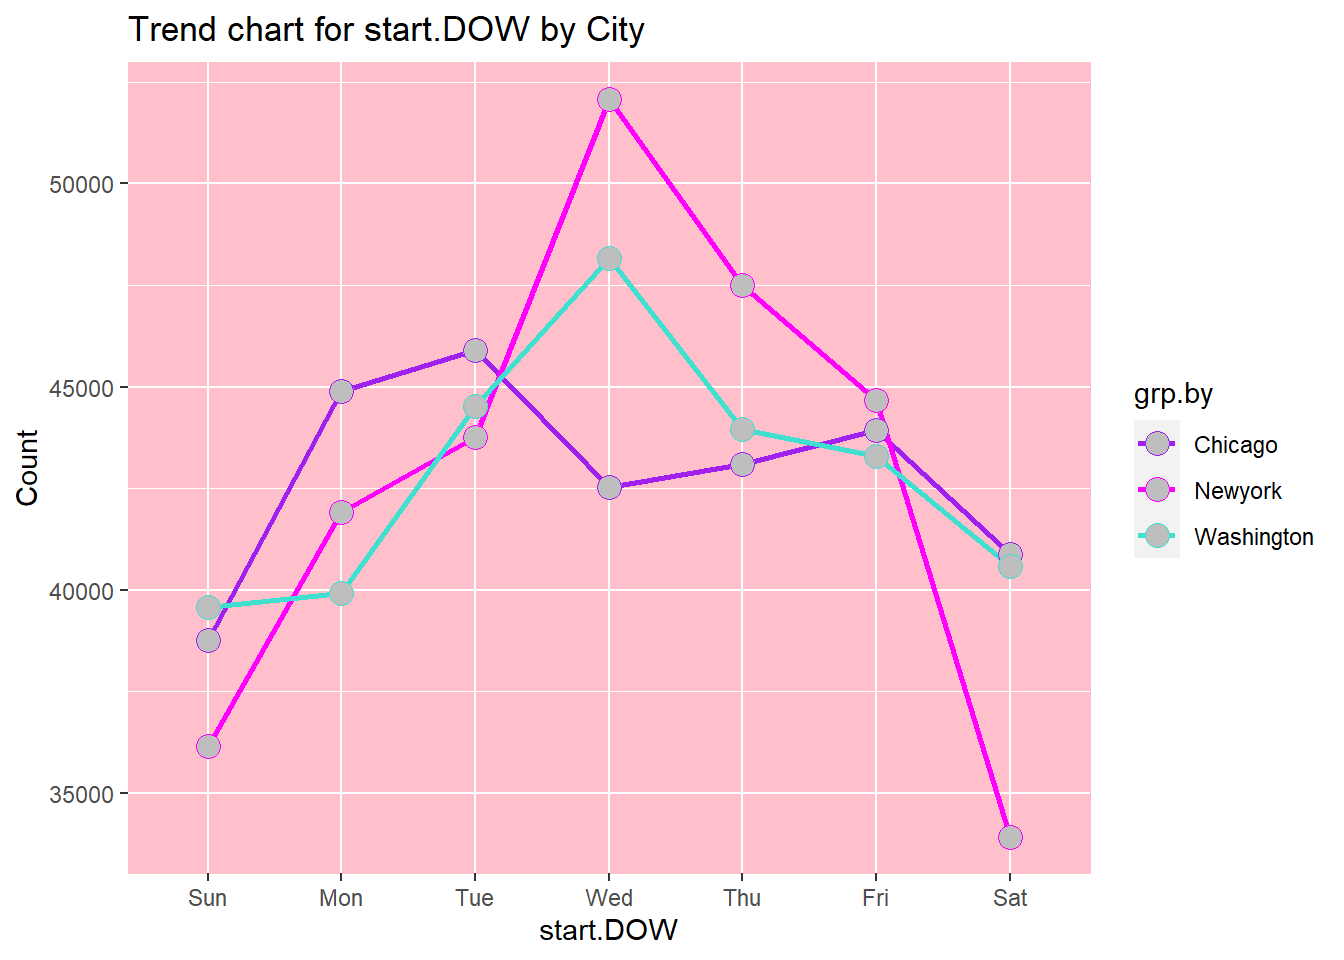 Trend chart for start.DOW by City
Count
50000
45000
40000
35000
Sun Mon Tue Wed Thu Fri Sat
start.DOW
grp.by
Chicago
Newyork
Washington